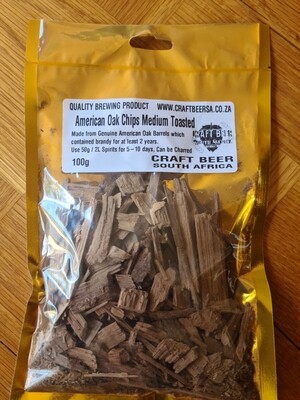 QUALITY BREWING PRODUCT WWW.CRAFTBEERSA.CO.ZA
American Oak Chips Medium Toasted
Made from Genuine American Oak Barrels which
contained brandy for at least 2 years.
Use 50g / 2L Spirits for 5-10 days, Can be Charred
100g
CRAFT BEER
CRAFT BEER
SOUTH AFRICA